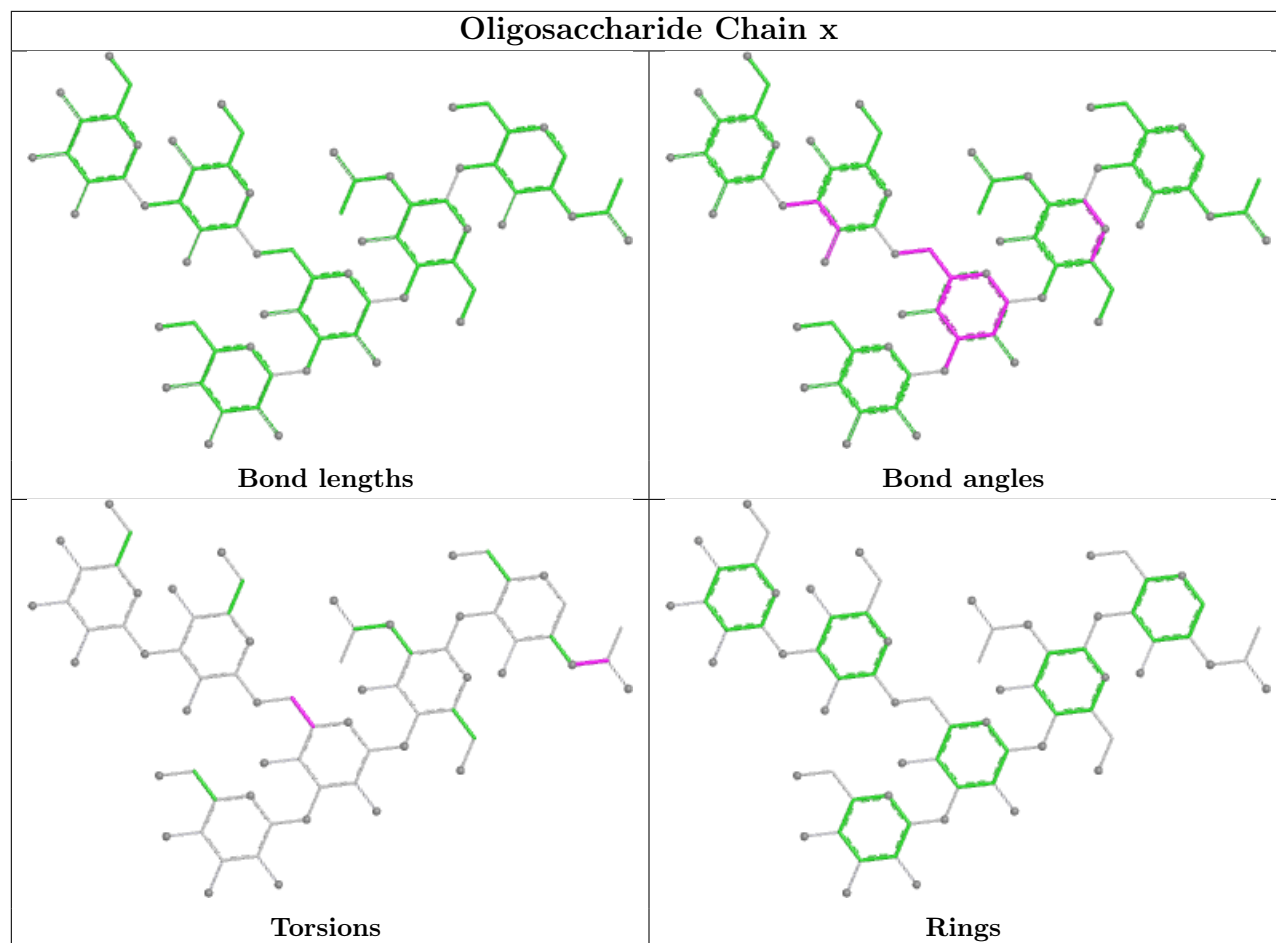 Oligosaccharide Chain x
Bond lengths
Bond angles
Torsions
Rings